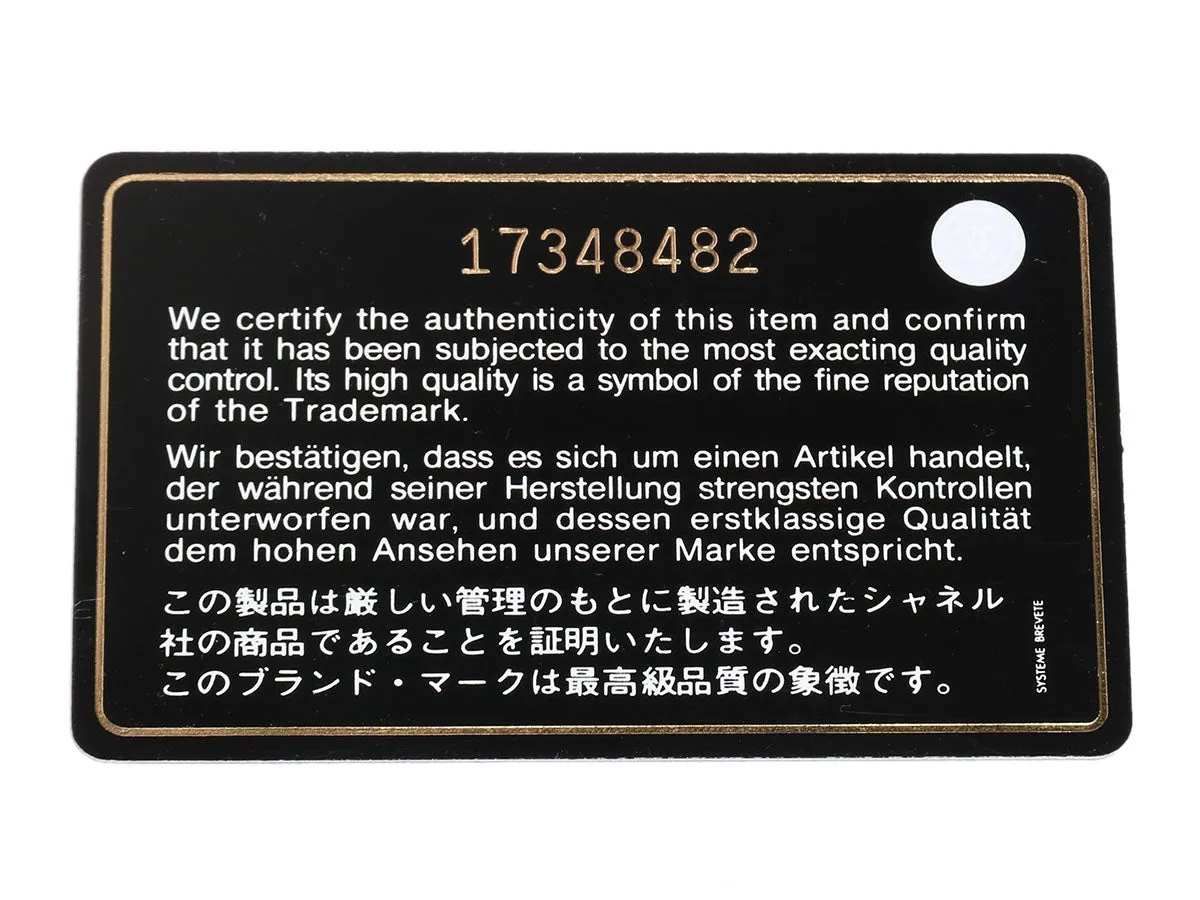 17348482
We certify the authenticity of this item and confirm
that it has been subjected to the most exacting quality
control. Its high quality is a symbol of the fine reputation
of the Trademark.
Wir bestätigen, dass es sich um einen Artikel handelt,
der während seiner Herstellung strengsten Kontrollen
unterworfen war, und dessen erstklassige Qualität
dem hohen Ansehen unserer Marke entspricht.
この製品は厳しい管理のもとに製造されたシャネル
社の商品であることを証明いたします。
このブランド・マークは最高級品質の象徴です。
SYSTEME BREVETE